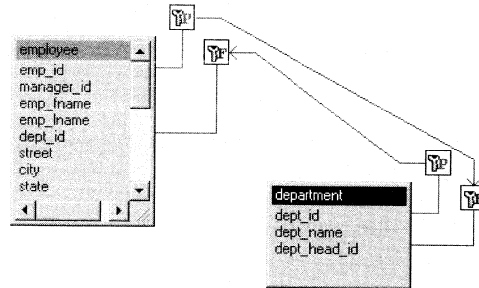 employee
emp_id
manager_id
emp_fname
emp_lname
dept_id
street
city
state
P
F
P
department
dept_id
dept_name
dept_head_id